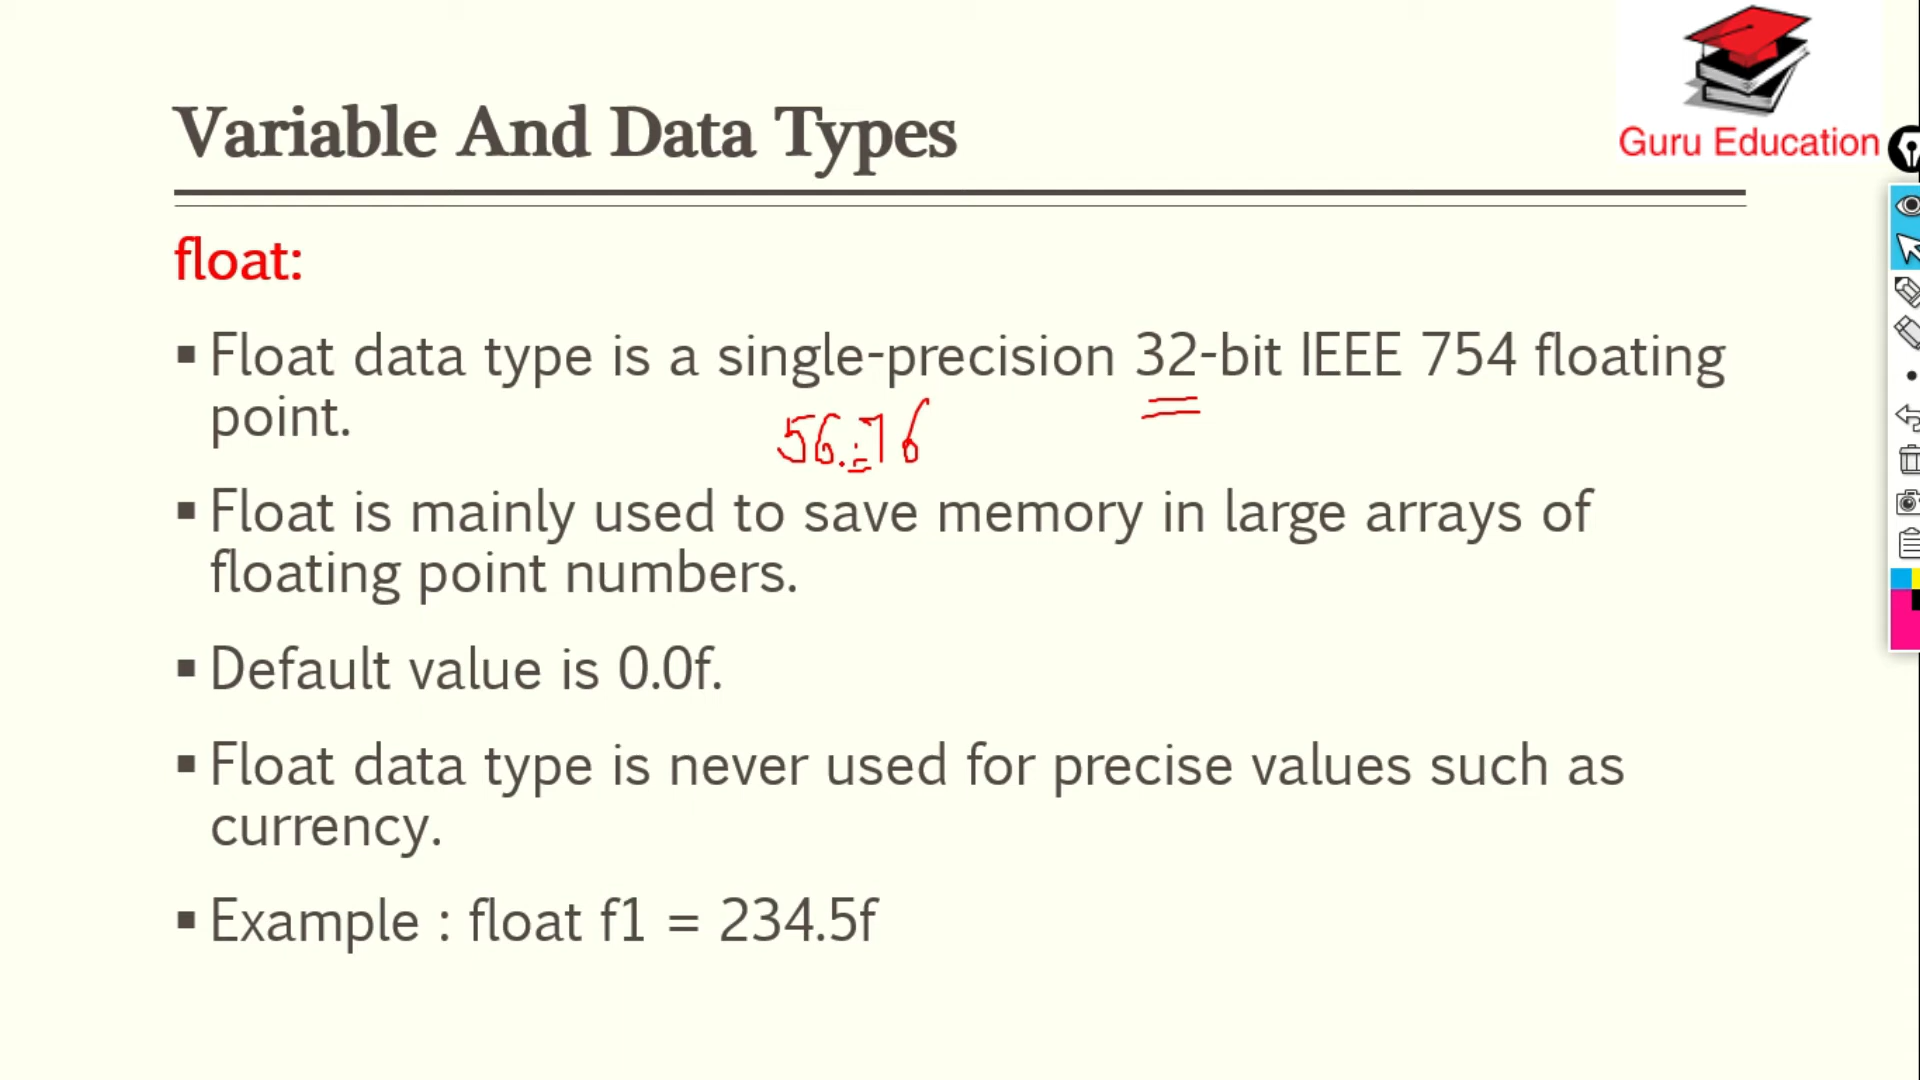 Guru Education
Variable And Data Types
float:
▪ Float data type is a single-precision 32-bit IEEE 754 floating
point.
56.76
▪ Float is mainly used to save memory in large arrays of
floating point numbers.
▪ Default value is 0.0f.
▪ Float data type is never used for precise values such as
currency.
▪ Example : float f1 = 234.5f